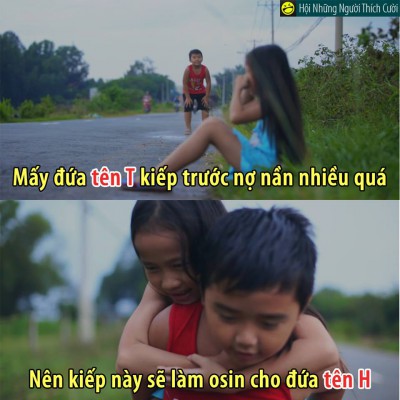 Hội Những Người Thích Cười
Mấy đứa tên T kiếp trước nợ nần nhiều quá
Nên kiếp này sẽ làm osin cho đứa tên H